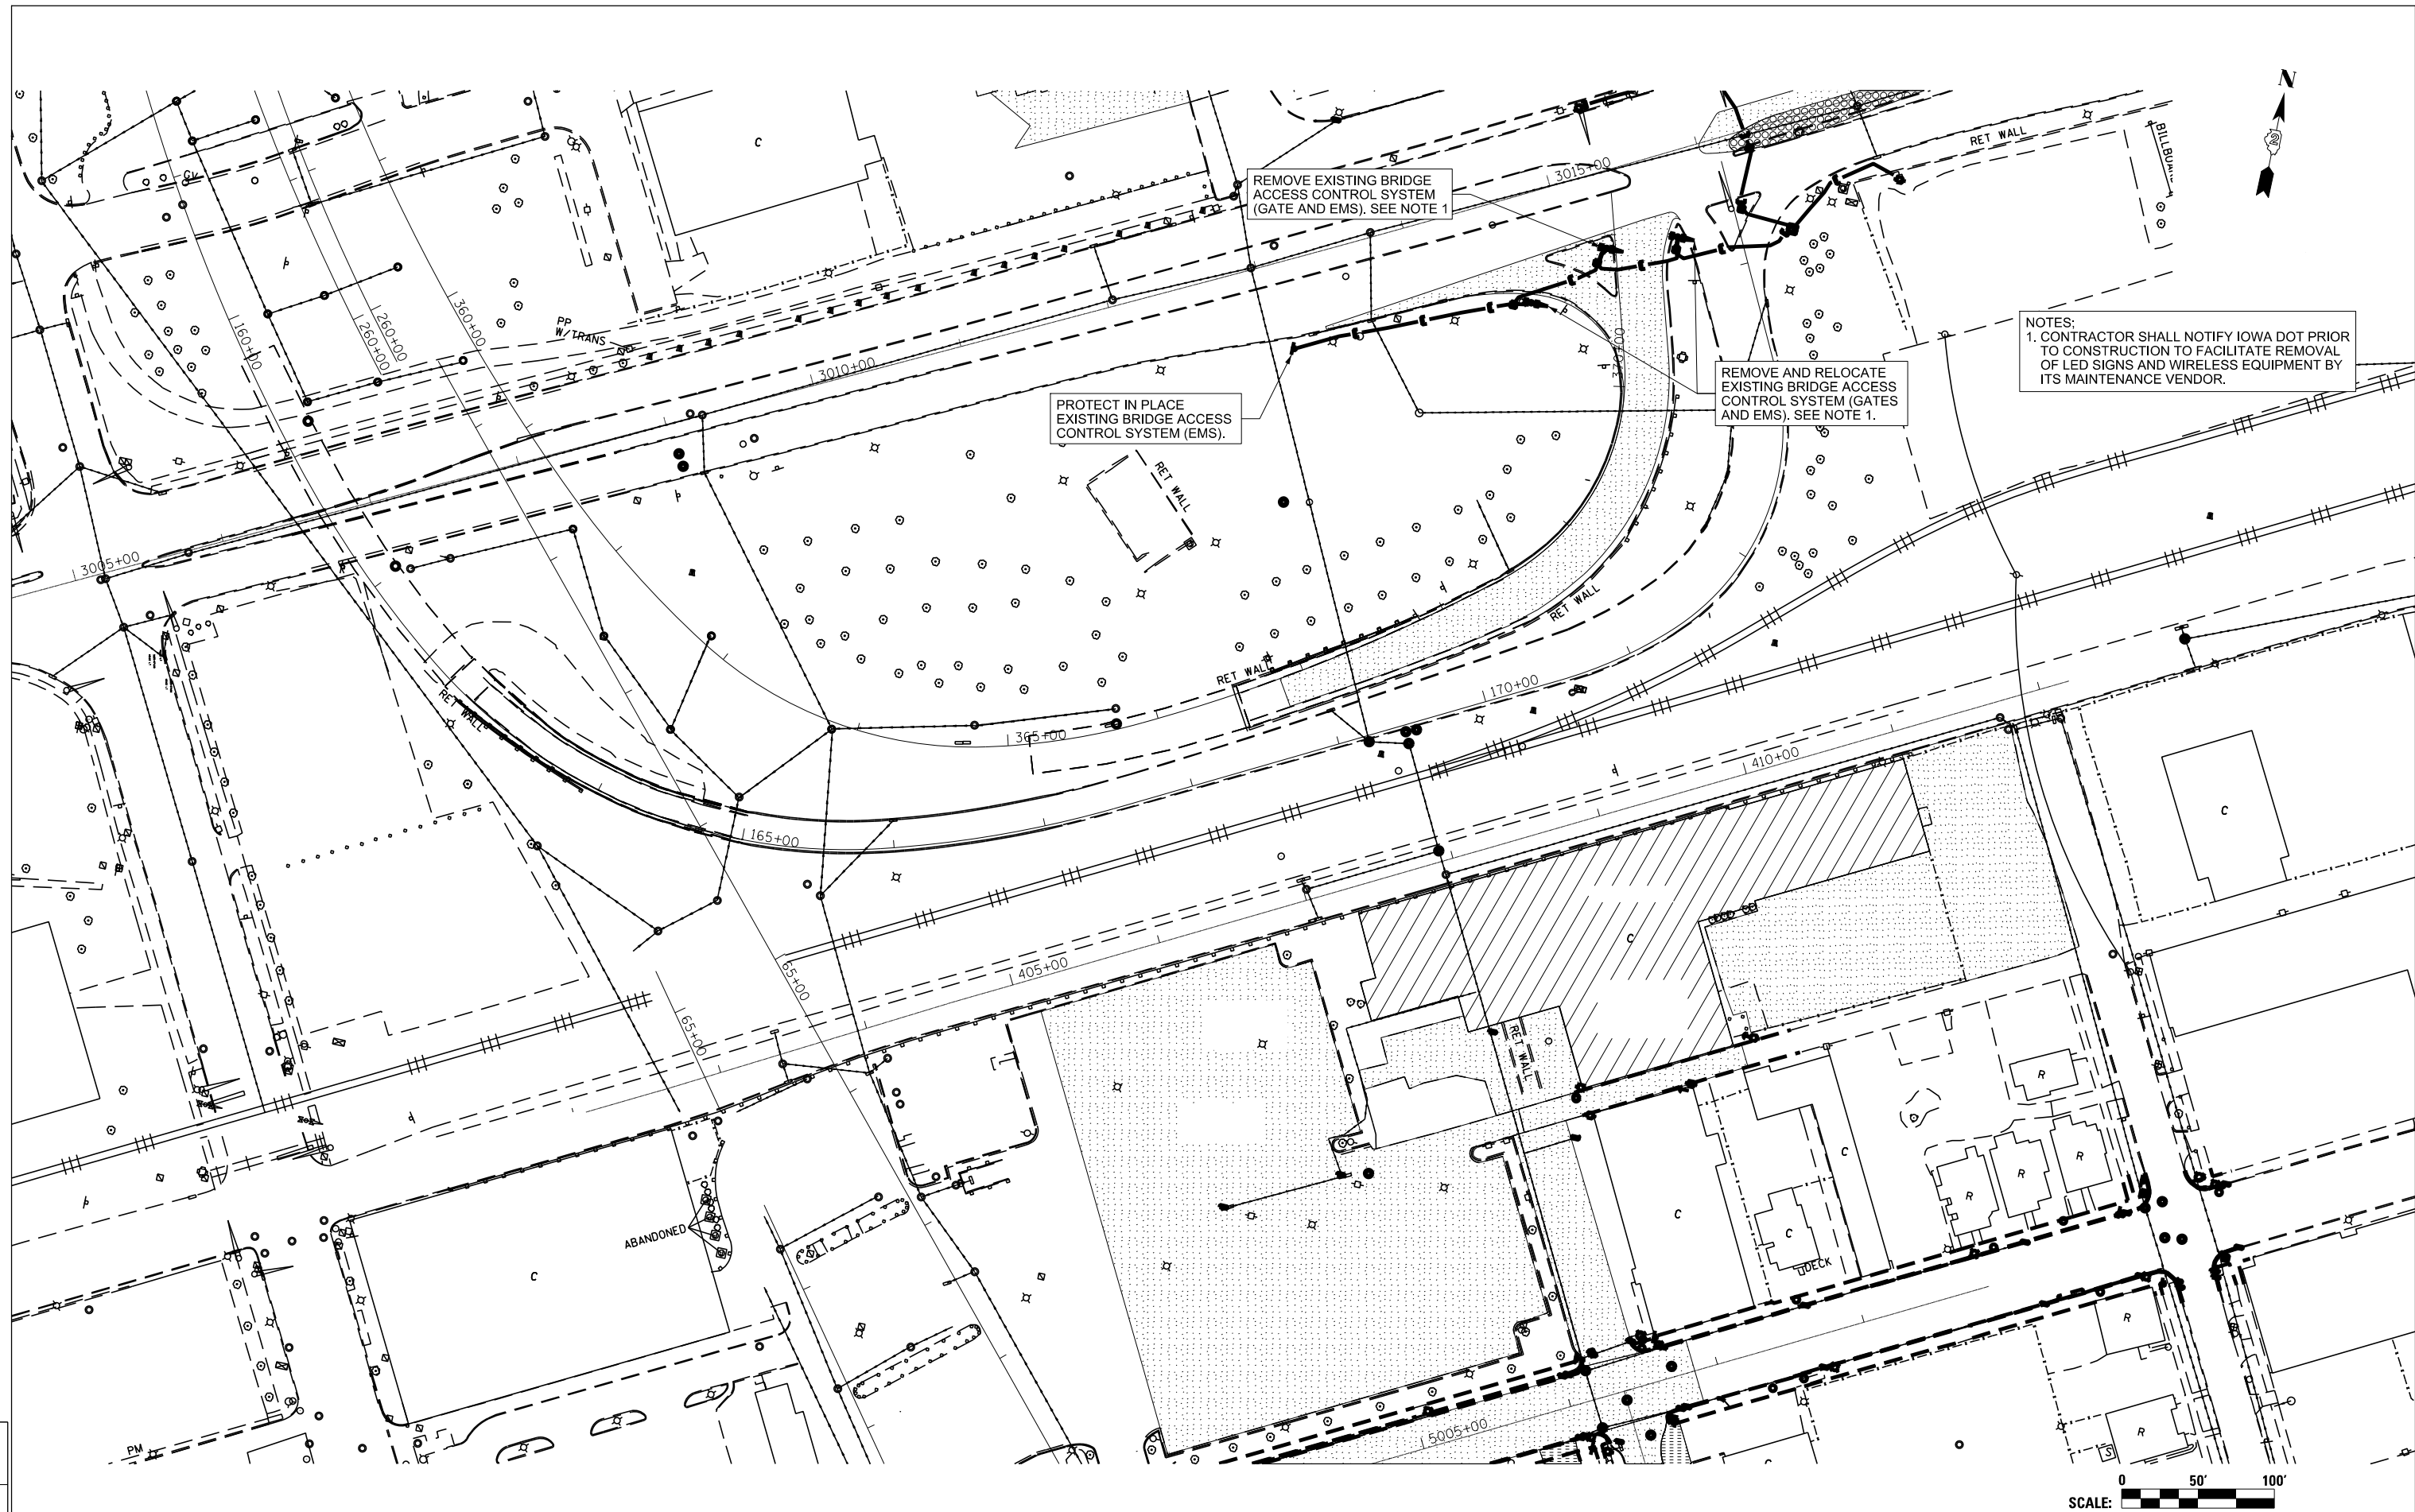 N
2
RET WALL
REMOVE EXISTING BRIDGE
ACCESS CONTROL SYSTEM
(GATE AND EMS). SEE NOTE 1
3015+00
C
GV
160+00
260+00
260+00
360+00
PP
W/TRANS
3010+00
NOTES;
1. CONTRACTOR SHALL NOTIFY IOWA DOT PRIOR
TO CONSTRUCTION TO FACILITATE REMOVAL
OF LED SIGNS AND WIRELESS EQUIPMENT BY
ITS MAINTENANCE VENDOR.
REMOVE AND RELOCATE
EXISTING BRIDGE ACCESS
CONTROL SYSTEM (GATES
AND EMS). SEE NOTE 1.
PROTECT IN PLACE
EXISTING BRIDGE ACCESS
CONTROL SYSTEM (EMS).
RET WALL
3005+00
RET WALL
RET WALL
RET WALL
170+00
365+00
165+00
410+00
C
C
405+00
65+00
65+00
RET WALL
R
R
R
R
C
C
C
DECK
ABANDONED
C
R
R
S
5005+00
PM
0 50' 100'
SCALE: